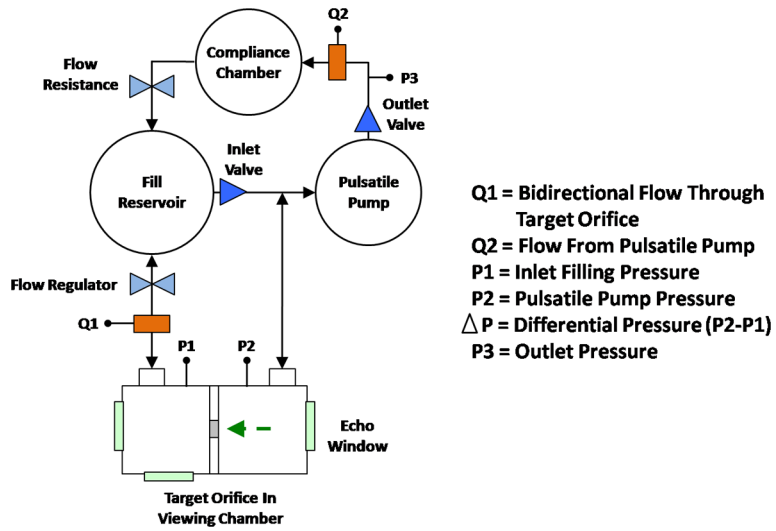 Q2
Compliance
Chamber
Flow
Resistance
P3
Outlet
Valve
Inlet
Valve
Fill
Reservoir
Pulsatile
Pump
Flow Regulator
Q1
P1
P2
Echo
Window
Target Orifice In
Viewing Chamber
Q1 = Bidirectional Flow Through
Target Orifice
Q2 = Flow From Pulsatile Pump
P1 = Inlet Filling Pressure
P2 = Pulsatile Pump Pressure
△ P = Differential Pressure (P2-P1)
P3 = Outlet Pressure